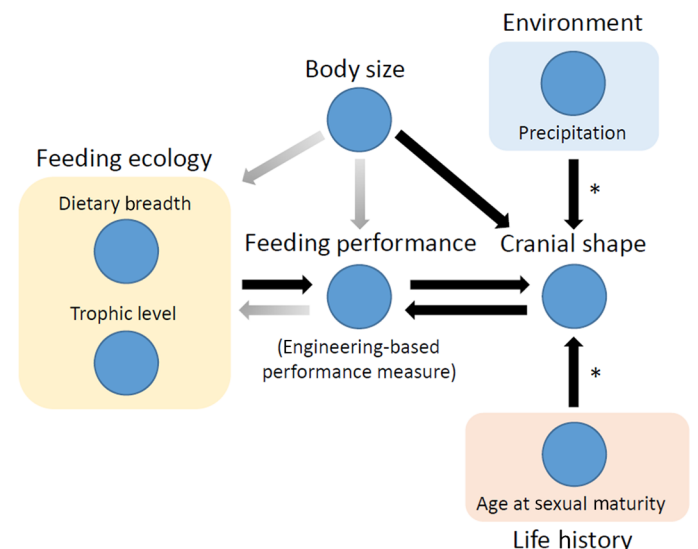 Environment
Body size
Precipitation
Feeding ecology
Dietary breadth
*
Feeding performance
Cranial shape
Trophic level
(Engineering-based
performance measure)
*
Age at sexual maturity
Life history